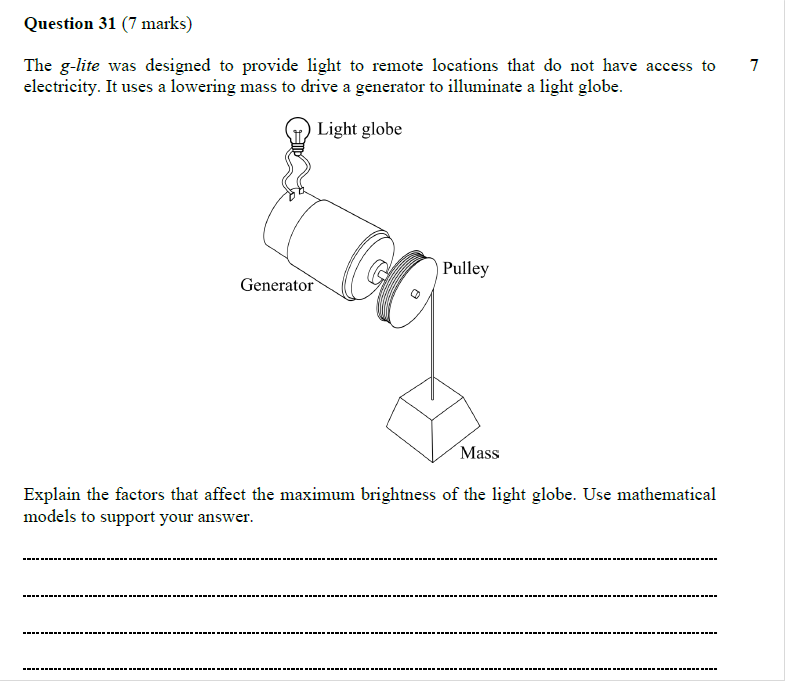 Question 31 (7 marks)
The g-lite was designed to provide light to remote locations that do not have access to 7
electricity. It uses a lowering mass to drive a generator to illuminate a light globe.
Light globe
Pulley
Generator
Mass
Explain the factors that affect the maximum brightness of the light globe. Use mathematical
models to support your answer.